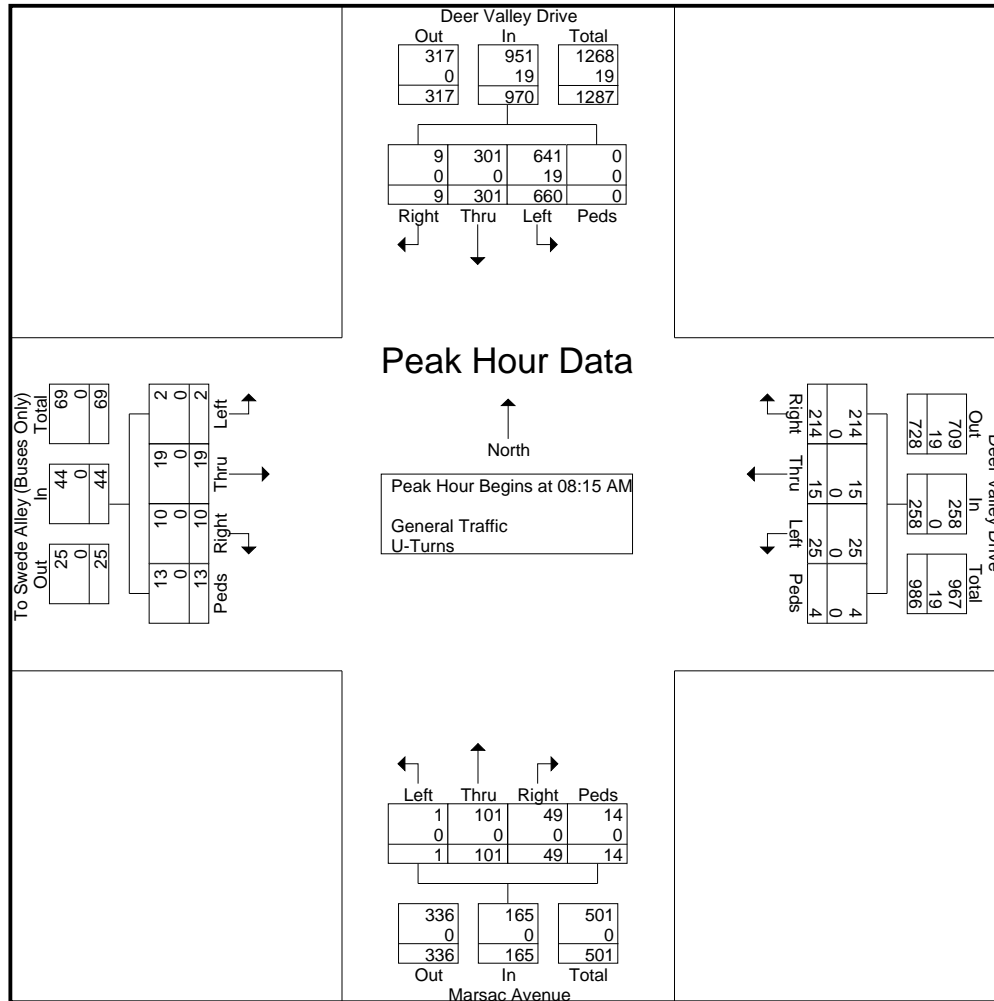 Deer Valley Drive
Out In Total
317 951 1268
0 19 19
317 970 1287
9 301 641 0
0 0 19 0
9 301 660 0
Right Thru Left Peds
Peak Hour Data
North
Peak Hour Begins at 08:15 AM
General Traffic
U-Turns
To Swede Alley (Buses Only)
Out In Total
25 44 69
0 0 0
25 44 69
13 10 19 2
0 0 0 0
13 10 19 2
Peds Right Thru Left
Deer Valley Drive
Out In Total
709 258 967
19 0 19
728 258 986
214 15 25 4
0 0 0 0
214 15 25 4
Right Thru Left Peds
Left Thru Right Peds
1 101 49 14
0 0 0 0
1 101 49 14
336 165 501
0 0 0
336 165 501
Out In Total
Marsac Avenue